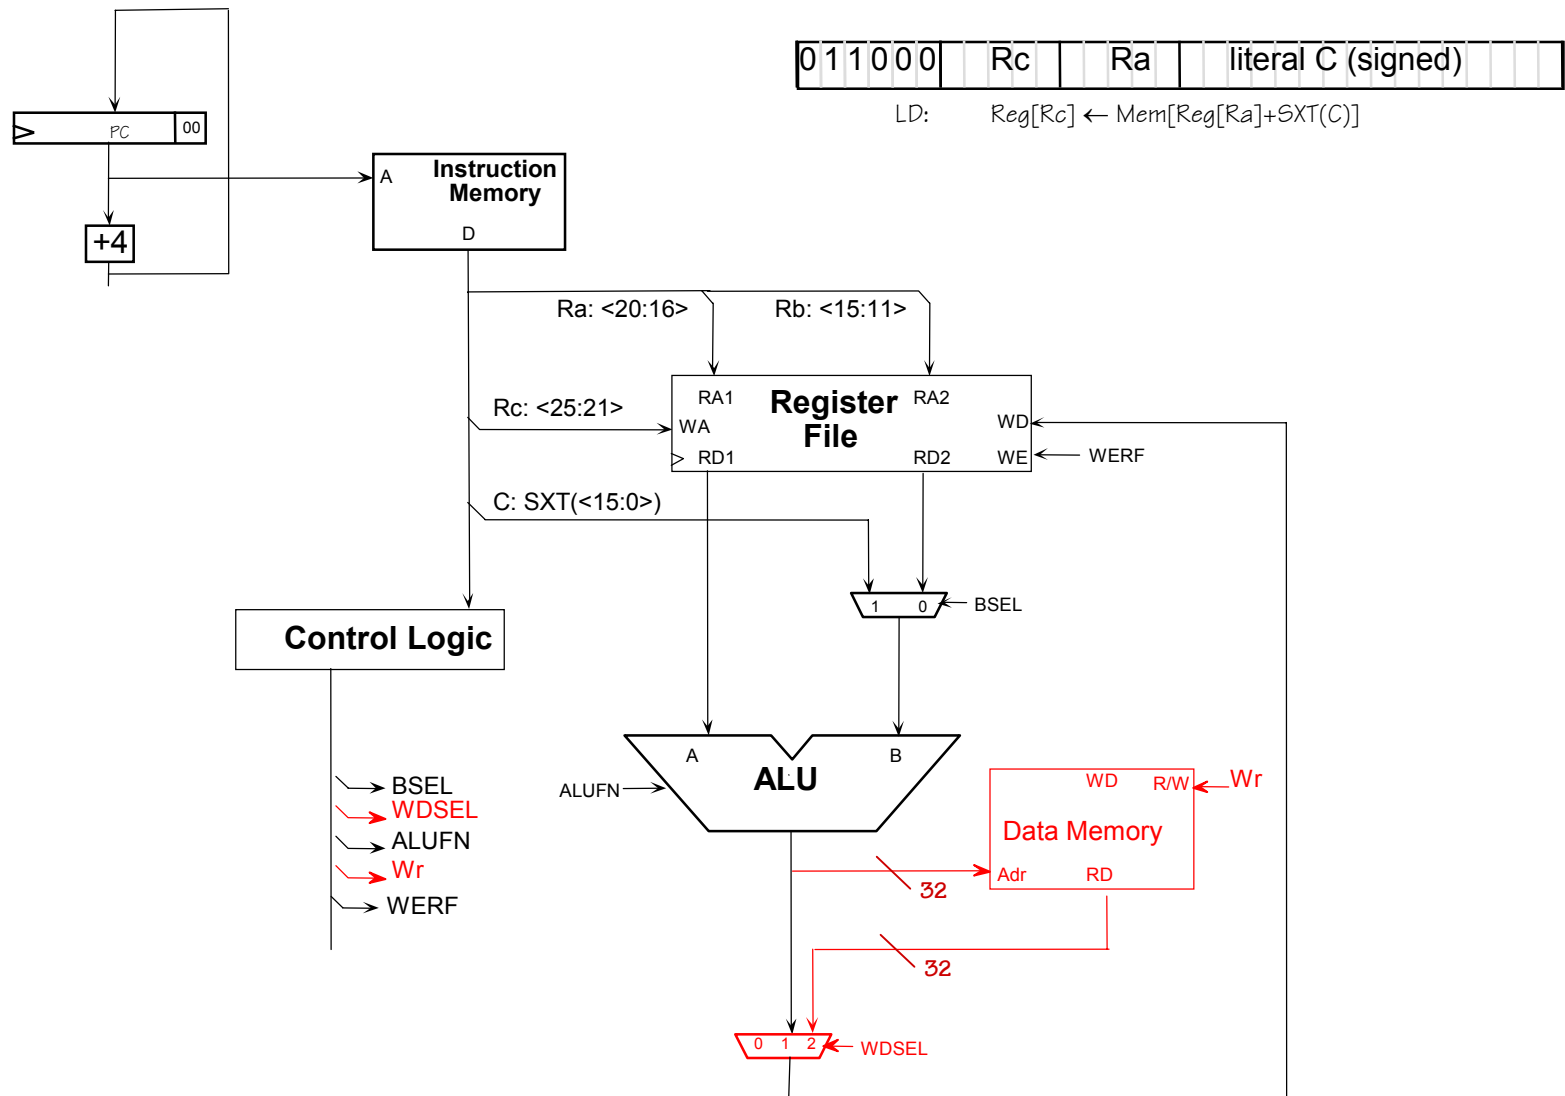 011000 Rc Ra literal C (signed)
LD: Reg[Rc] ← Mem[Reg[Ra]+SXT(C)]
PC 00
+4
Instruction
Memory
A
D
Ra: <20:16> Rb: <15:11>
RA1 Register File RA2
Rc: <25:21>
WA WD
RD1 RD2 WE WERF
C: SXT(<15:0>)
1 0 BSEL
Control Logic
A B
ALU
ALUFN
BSEL
WDSEL
ALUFN
Wr
WERF
WD R/W Wr
Data Memory
Adr RD
32
32
0 1 2 WDSEL